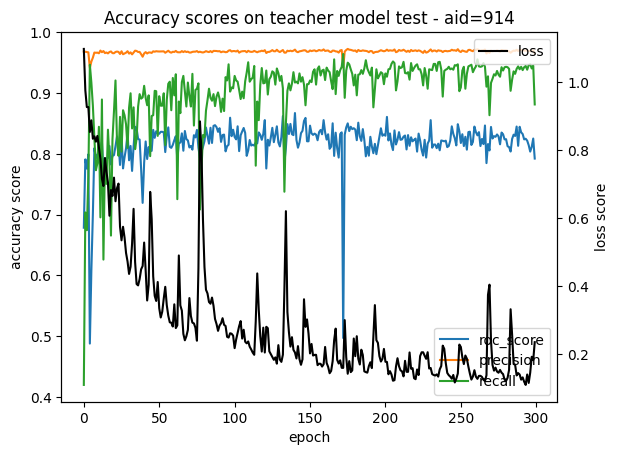 Accuracy scores on teacher model test - aid=914
loss
1.0
0.9
0.8
0.7
0.6
0.5
0.4
accuracy score
1.0
0.8
0.6
0.4
0.2
loss score
roc_score
precision
recall
0
50
100
150
200
250
300
epoch